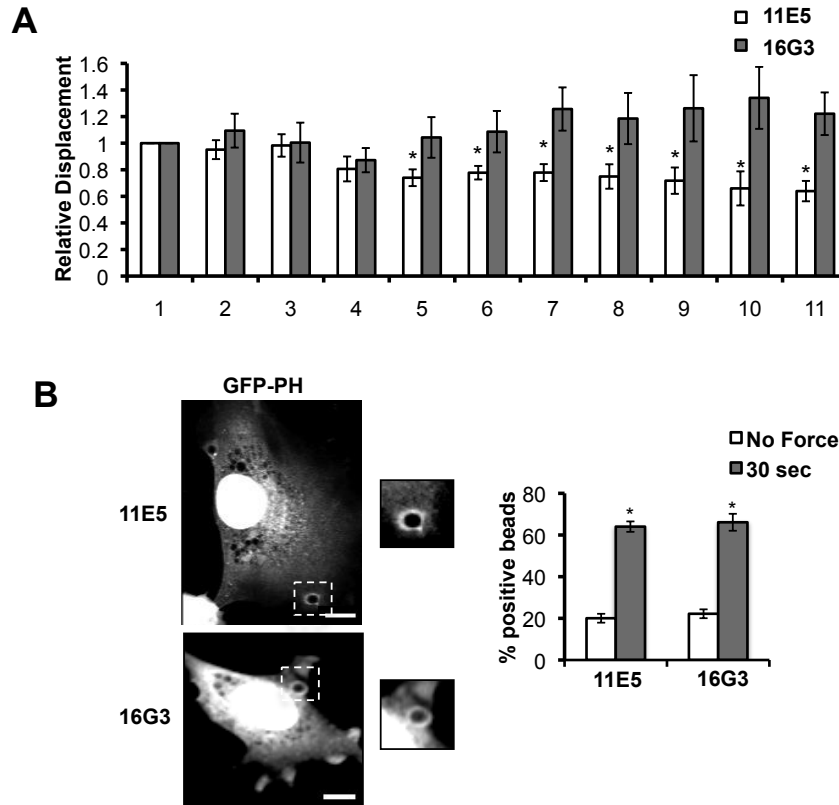 A
11E5
16G3
Relative Displacement
1.6
1.4
1.2
1
0.8
0.6
0.4
0.2
0
* * * * * * *
1 2 3 4 5 6 7 8 9 10 11
B
GFP-PH
11E5
16G3
No Force
30 sec
% positive beads
80
60
40
20
0
* *
11E5 16G3